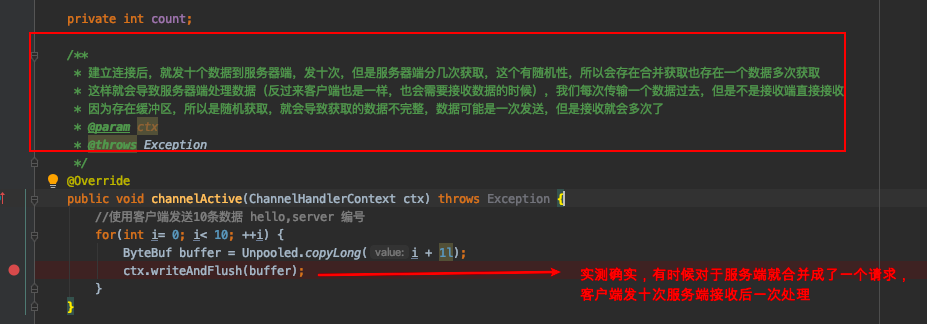 private int count;
/**
* 建立连接后，就发十个数据到服务器端，发十次，但是服务器端分几次获取，这个有随机性，所以会存在合并获取也存在一个数据多次获取
* 这样就会导致服务器端处理数据（反过来客户端也是一样，也会需要接收数据的时候），我们每次传输一个数据过去，但是不是接收端直接接收
* 因为存在缓冲区，所以是随机获取，就会导致获取的数据不完整，数据可能是一次发送，但是接收就会多次了
* @param ctx
* @throws Exception
*/
@Override
public void channelActive(ChannelHandlerContext ctx) throws Exception {
//使用客户端发送10条数据 hello,server 编号
for(int i= 0; i< 10; ++i) {
ByteBuf buffer = Unpooled.copyLong( value: i + 1l);
ctx.writeAndFlush(buffer);
实测确实，有时候对于服务端就合并成了一个请求，
客户端发十次服务端接收后一次处理
}
}